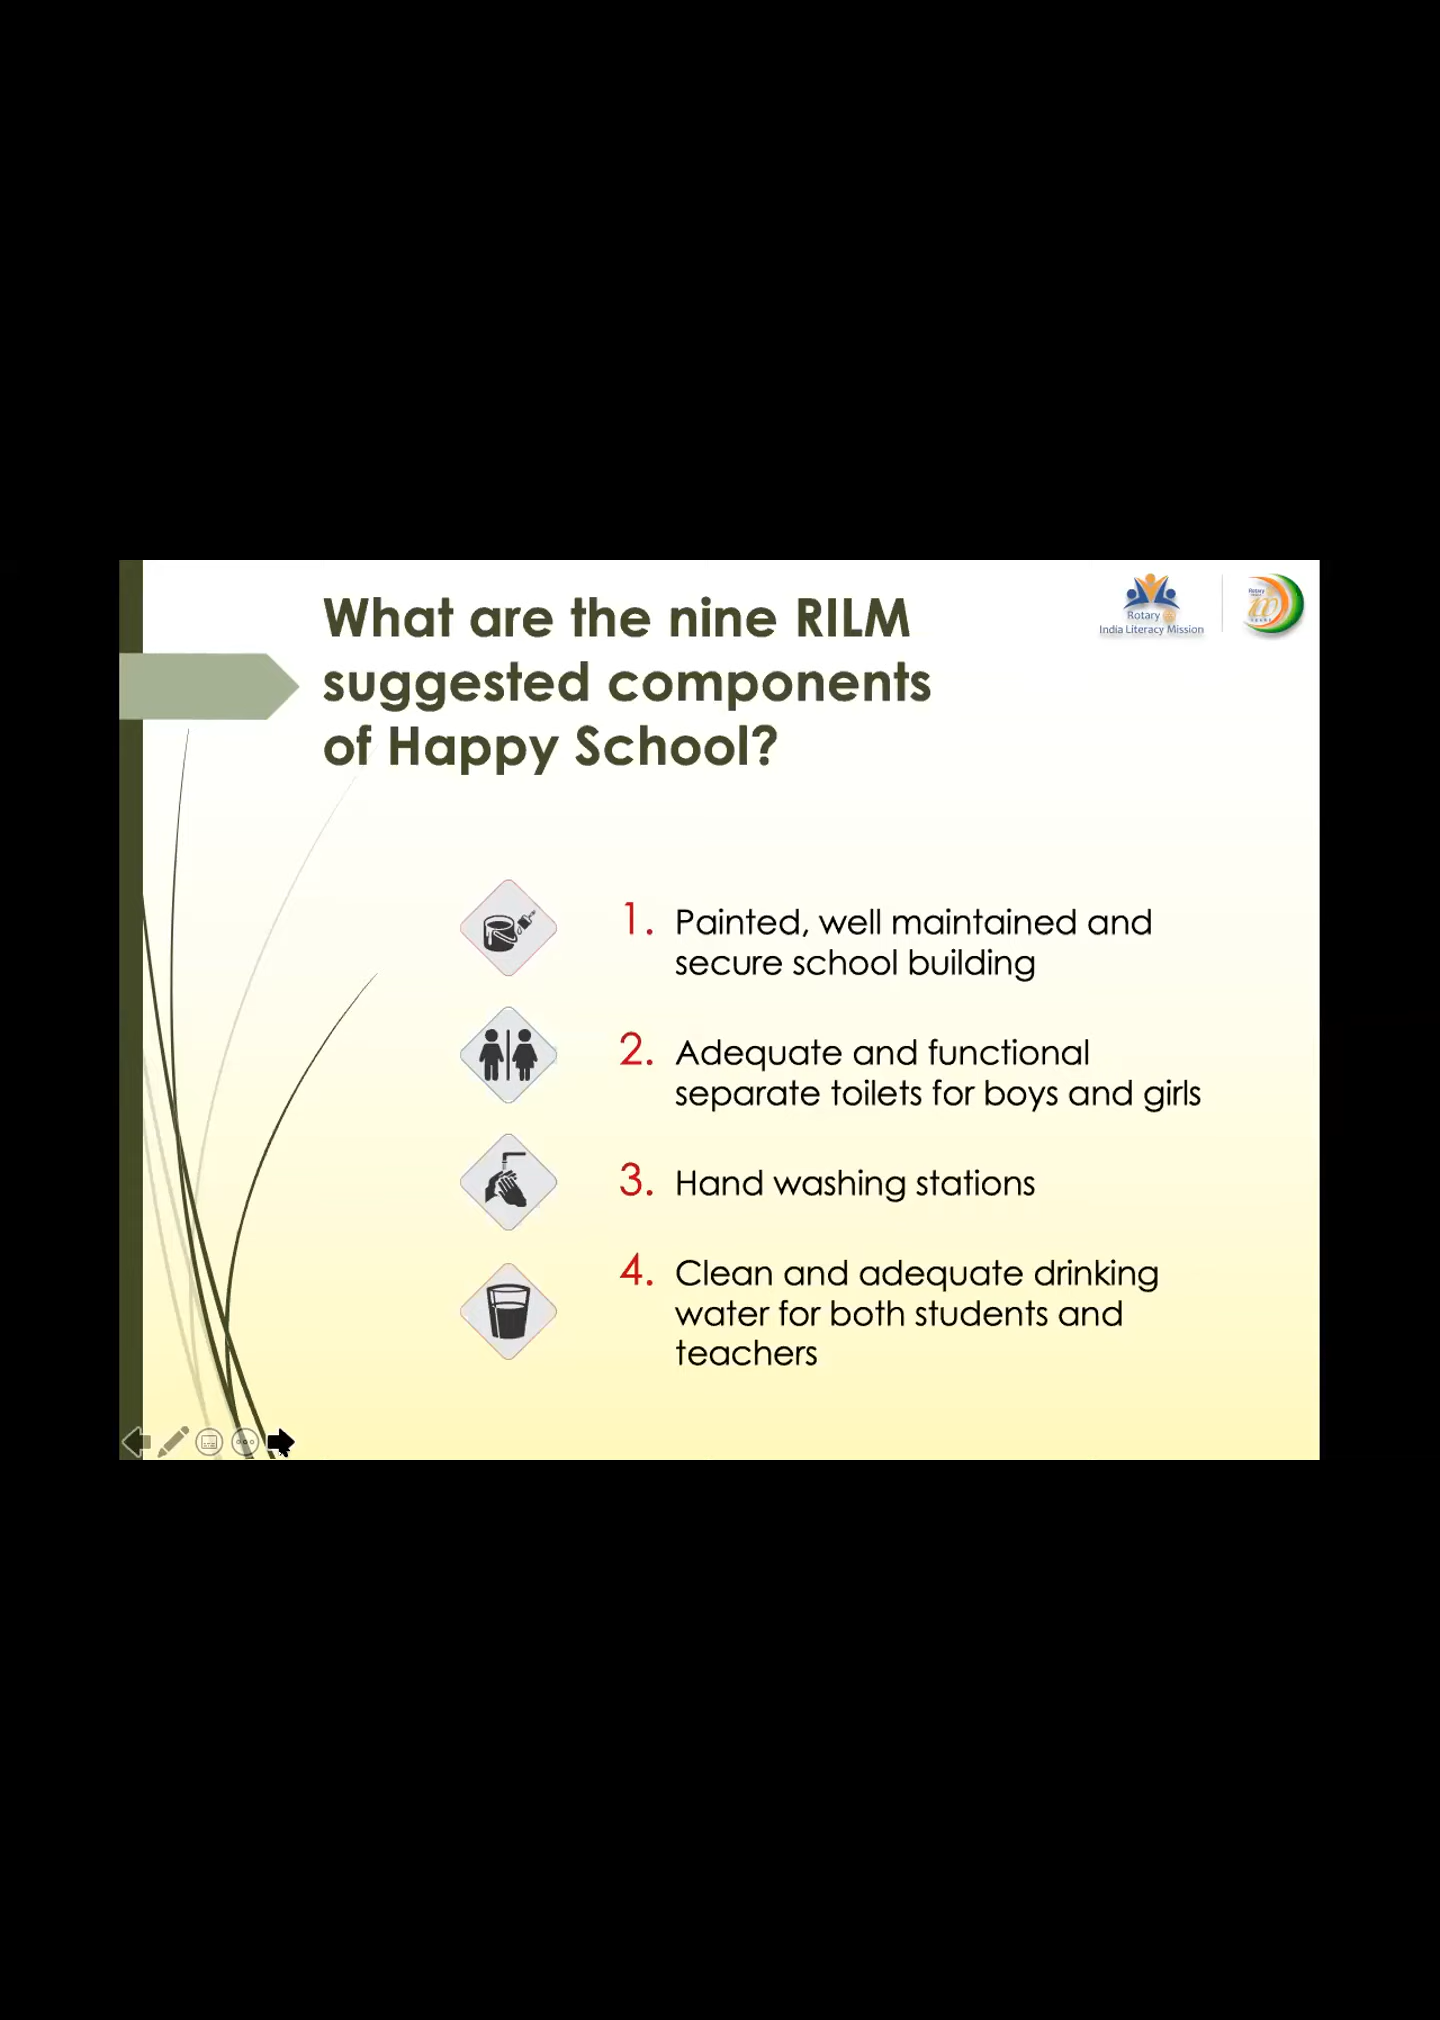 What are the nine RILM
suggested components
of Happy School?
Rotary
India Literacy Mission
Rotary
100
1. Painted, well maintained and
secure school building
2. Adequate and functional
separate toilets for boys and girls
3. Hand washing stations
4. Clean and adequate drinking
water for both students and
teachers